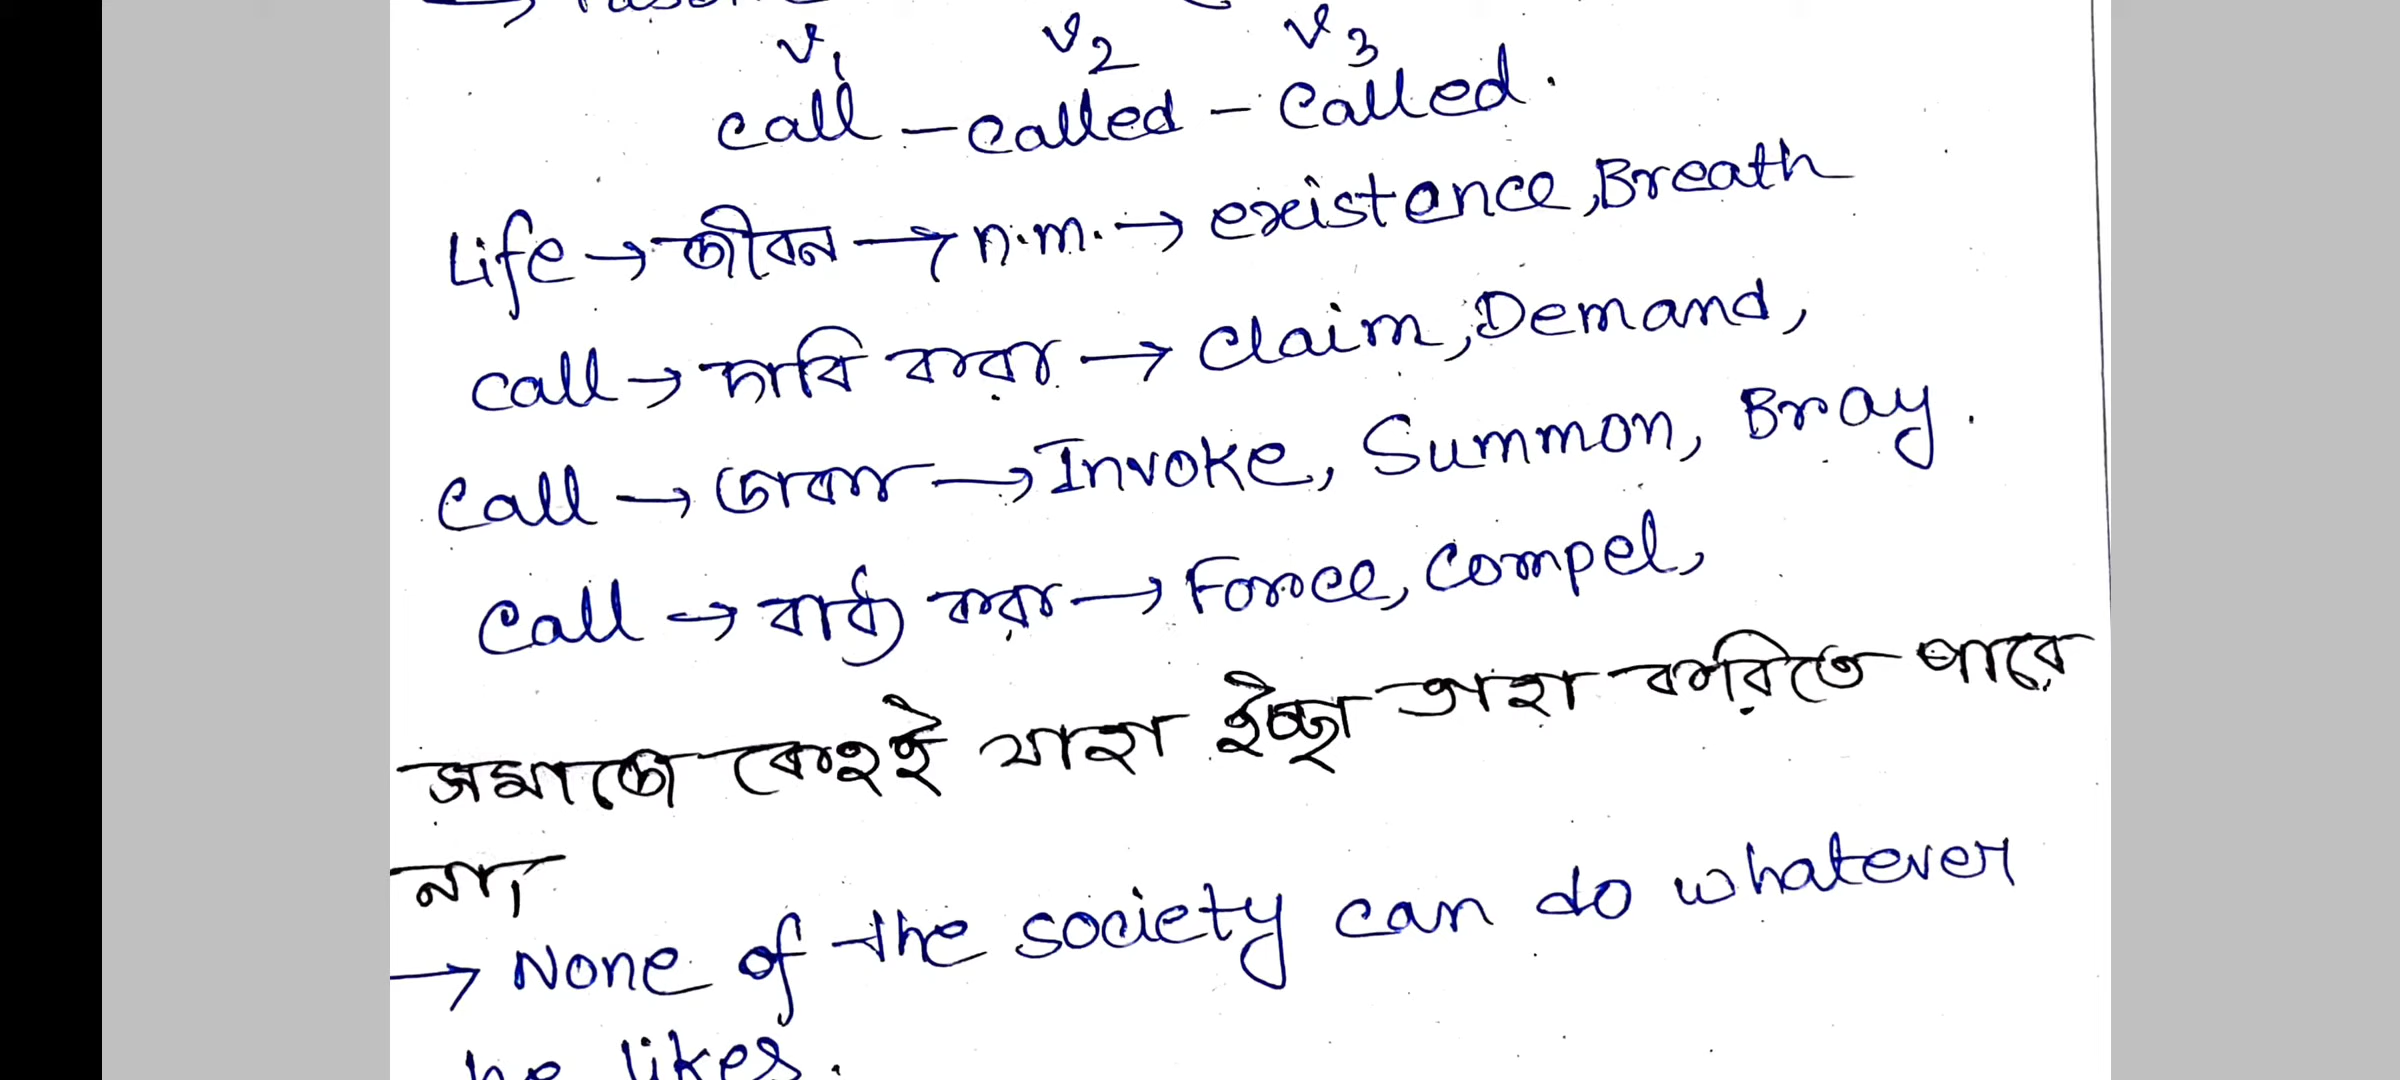 v1 v2 v3
call - called - called.
Life → জীবন → n.m. → existence, Breath
call → দাবি করা → claim, Demand,
call → ডাকা → Invoke, Summon, Bray.
call → বাধ্য করা → Force, compel,
সমাজে কেহই যাহা ইচ্ছা তাহা করিতে পারে
না।
→ None of the society can do whatever
he likes.